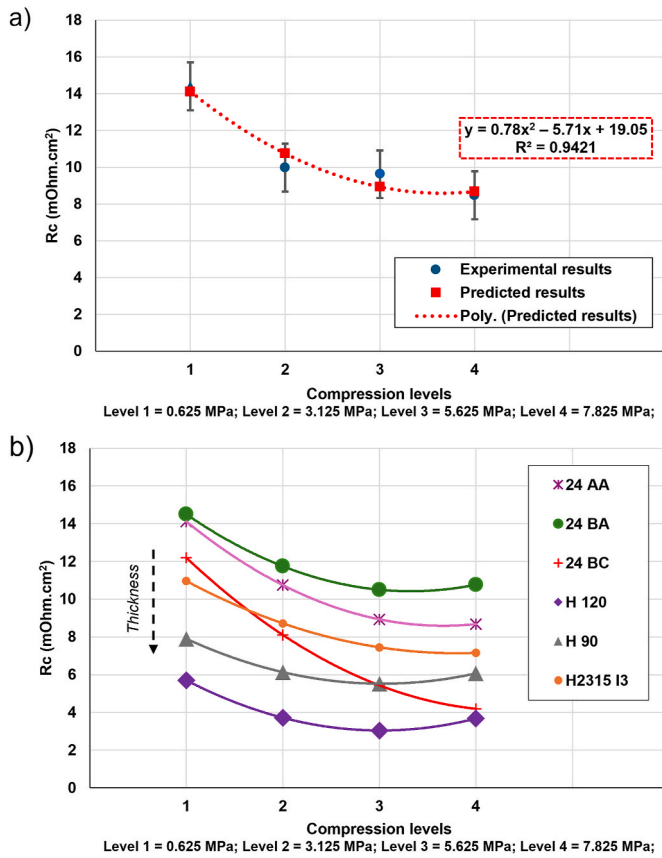 a)
18
16
14
12
10
8
6
4
2
0
Rc (mOhm.cm²)
y = 0.78x² – 5.71x + 19.05
R² = 0.9421
Experimental results
Predicted results
Poly. (Predicted results)
1 2 3 4
Compression levels
Level 1 = 0.625 MPa; Level 2 = 3.125 MPa; Level 3 = 5.625 MPa; Level 4 = 7.825 MPa;
b)
18
16
14
12
10
8
6
4
2
0
Rc (mOhm.cm²)
Thickness
24 AA
24 BA
24 BC
H 120
H 90
H2315 I3
1 2 3 4
Compression levels
Level 1 = 0.625 MPa; Level 2 = 3.125 MPa; Level 3 = 5.625 MPa; Level 4 = 7.825 MPa;